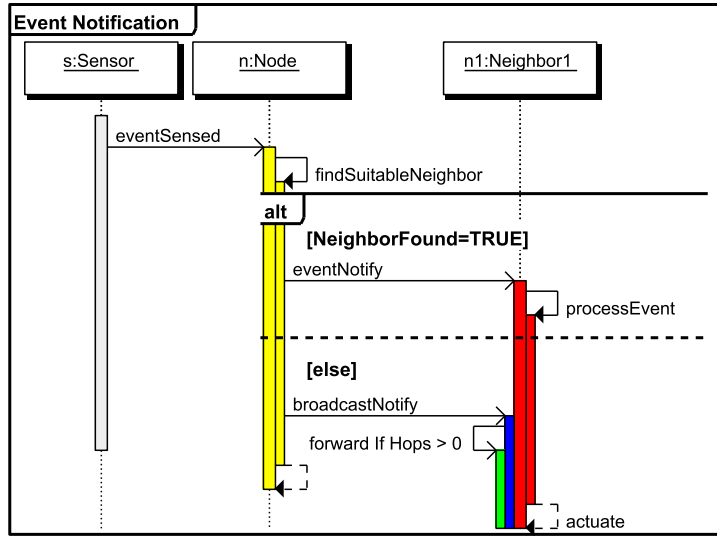 Event Notification
s:Sensor
n:Node
n1:Neighbor1
eventSensed
findSuitableNeighbor
alt
[NeighborFound=TRUE]
eventNotify
processEvent
[else]
broadcastNotify
forward If Hops > 0
actuate